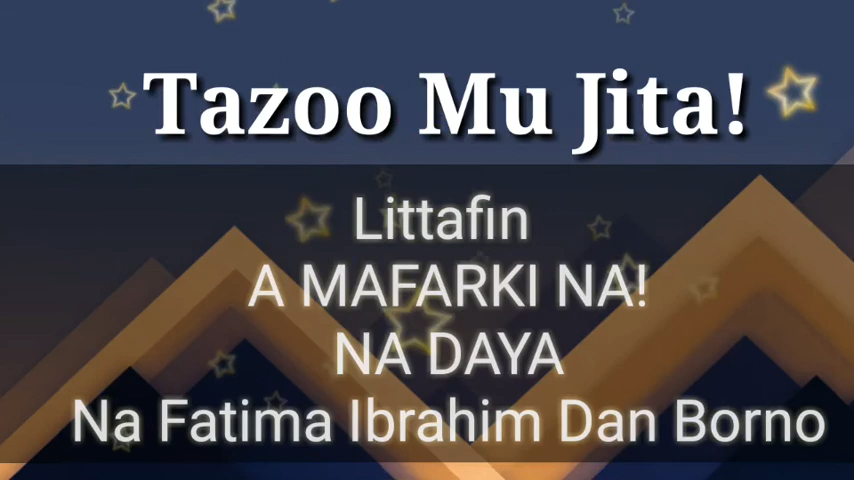 Tazoo Mu Jita!
Littafin
A MAFARKI NA!
NA DAYA
Na Fatima Ibrahim Dan Borno